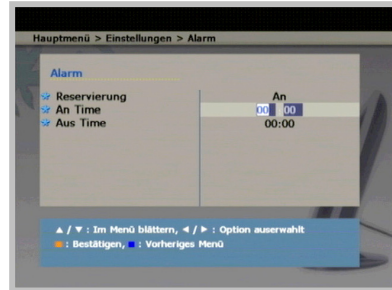 Hauptmenü > Einstellungen > Alarm
Alarm
Reservierung An
An Time 00 00
Aus Time 00:00
▲ / ▼ : Im Menü blättern, ◄ / ► : Option auserwahlt
■ : Bestätigen, ■ : Vorheriges Menü